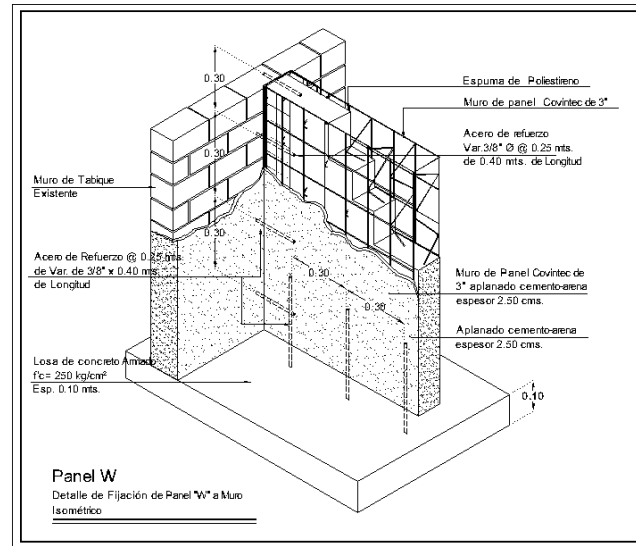 0.30
Espuma de Poliestireno
Muro de panel Covintec de 3"
Acero de refuerzo
Var.3/8" Ø @ 0.25 mts.
de 0.40 mts. de Longitud
0.30
Muro de Tabique
Existente
0.30
Acero de Refuerzo @ 0.25 mts.
de Var. de 3/8" x 0.40 mts.
de Longitud
0.30
0.30
Muro de Panel Covintec de
3" aplanado cemento-arena
espesor 2.50 cms.
Aplanado cemento-arena
espesor 2.50 cms.
Losa de concreto Armado
f'c= 250 kg/cm²
Esp. 0.10 mts.
0.10
Panel W
Detalle de Fijación de Panel "W" a Muro
Isométrico